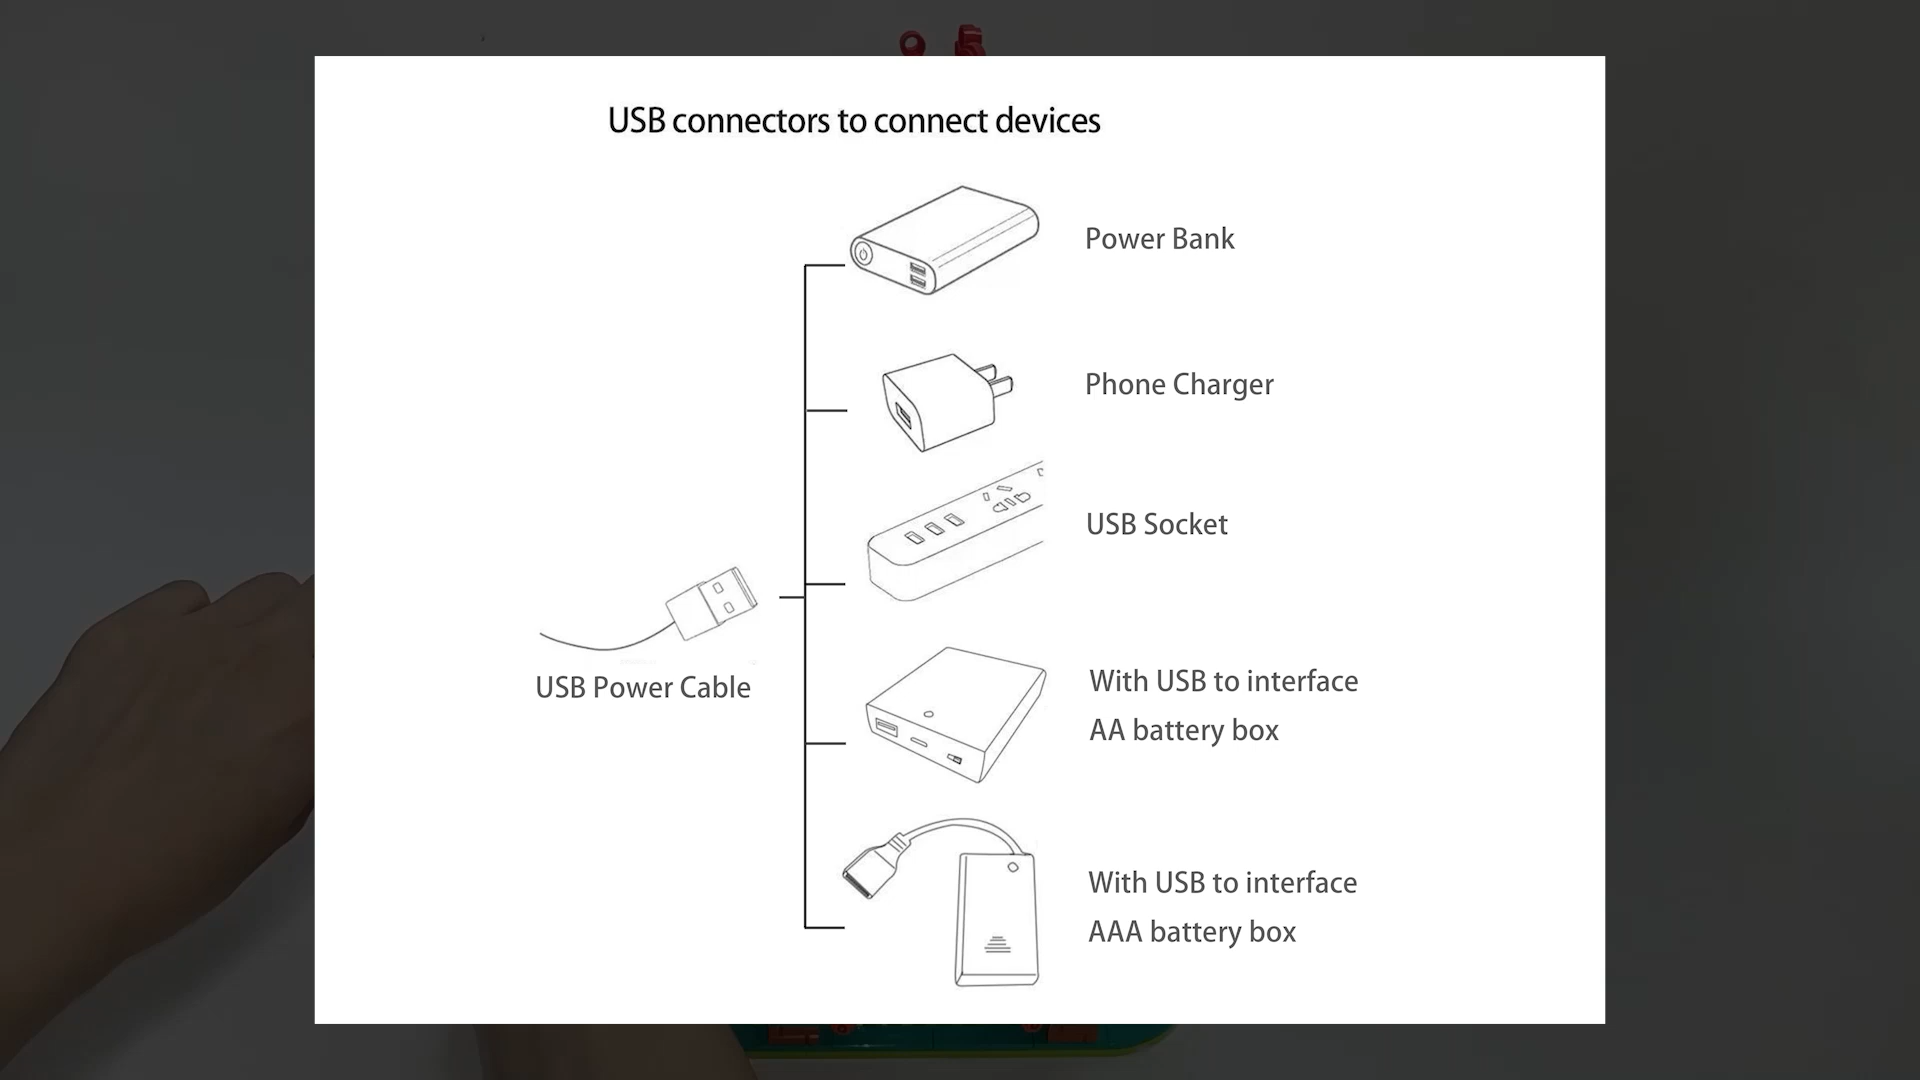 USB connectors to connect devices
Power Bank
Phone Charger
USB Socket
USB Power Cable
With USB to interface
AA battery box
With USB to interface
AAA battery box